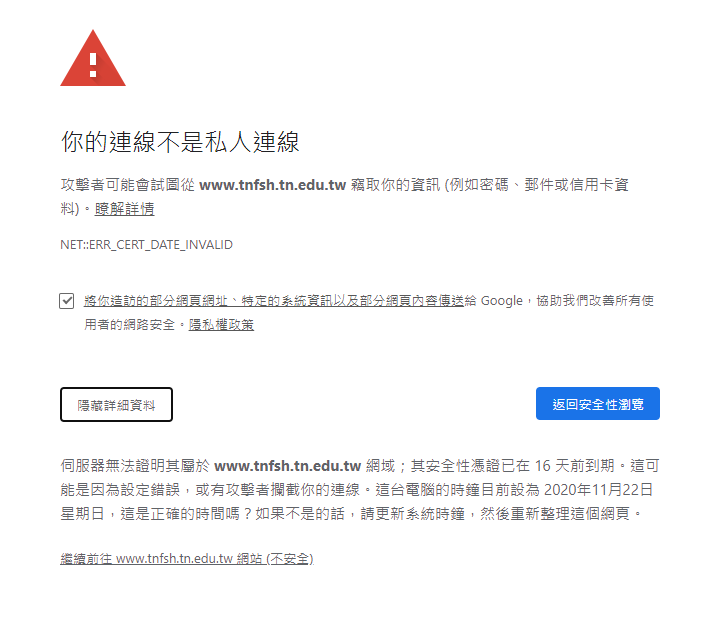 你的連線不是私人連線
攻擊者可能會試圖從 www.tnfsh.tn.edu.tw 竊取你的資訊 (例如密碼、郵件或信用卡資
料)。瞭解詳情
NET::ERR_CERT_DATE_INVALID
將你造訪的部分網頁網址、特定的系統資訊以及部分網頁內容傳送給 Google，協助我們改善所有使
用者的網路安全。隱私權政策
隱藏詳細資料
返回安全性瀏覽
伺服器無法證明其屬於 www.tnfsh.tn.edu.tw 網域；其安全性憑證已在 16 天前到期。這可
能是因為設定錯誤，或有攻擊者攔截你的連線。這台電腦的時鐘目前設為 2020年11月22日
星期日，這是正確的時間嗎？如果不是的話，請更新系統時鐘，然後重新整理這個網頁。
繼續前往 www.tnfsh.tn.edu.tw 網站 (不安全)